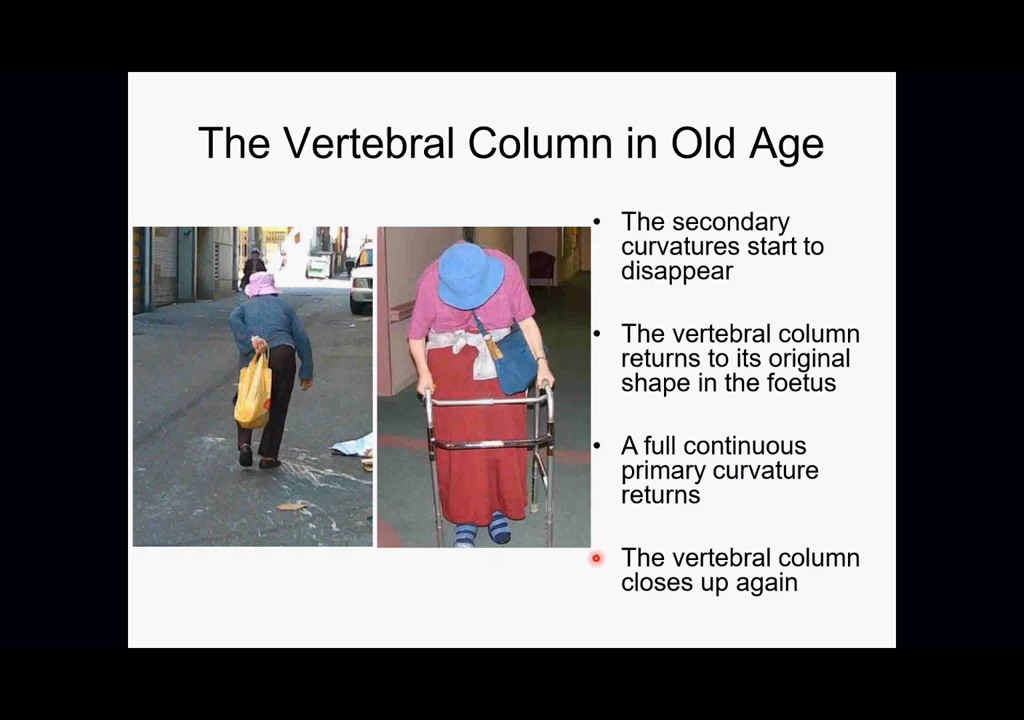 The Vertebral Column in Old Age
• The secondary
curvatures start to
disappear
• The vertebral column
returns to its original
shape in the foetus
• A full continuous
primary curvature
returns
• The vertebral column
closes up again